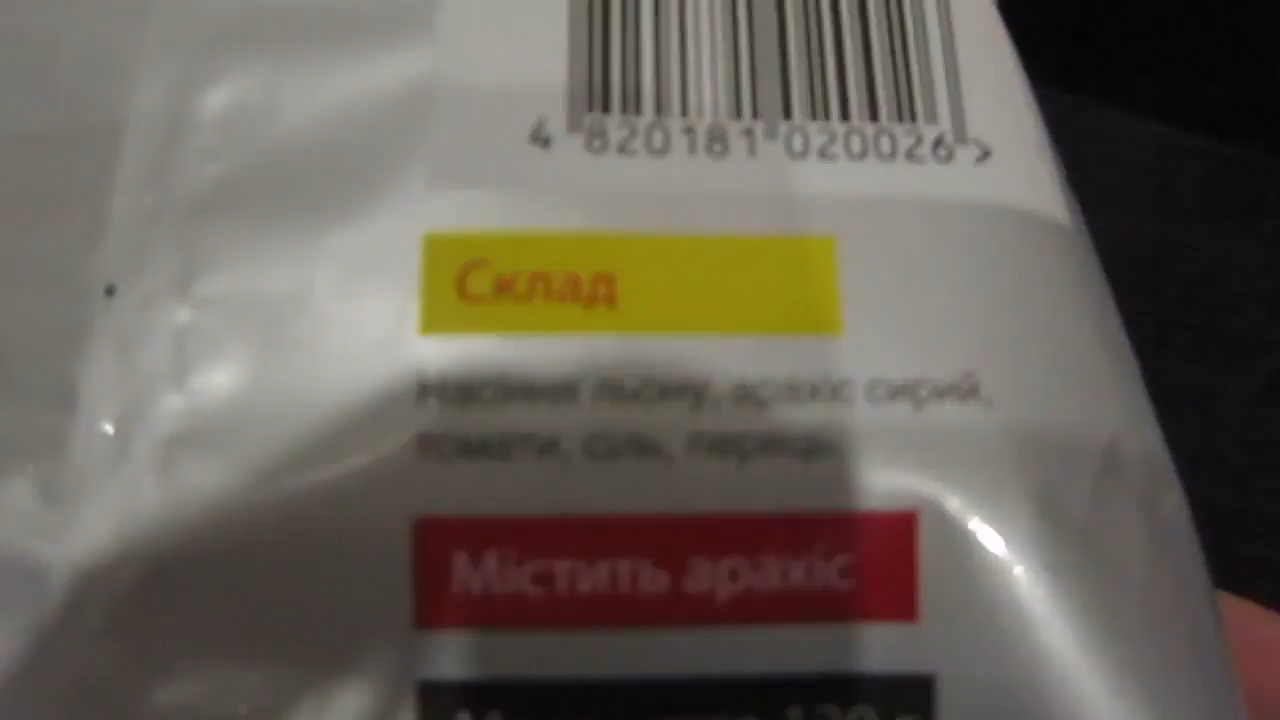 4 820181 020026 >
Склад
Насіння льону, арахіс сирий,
томати, сіль, перець.
Містить арахіс